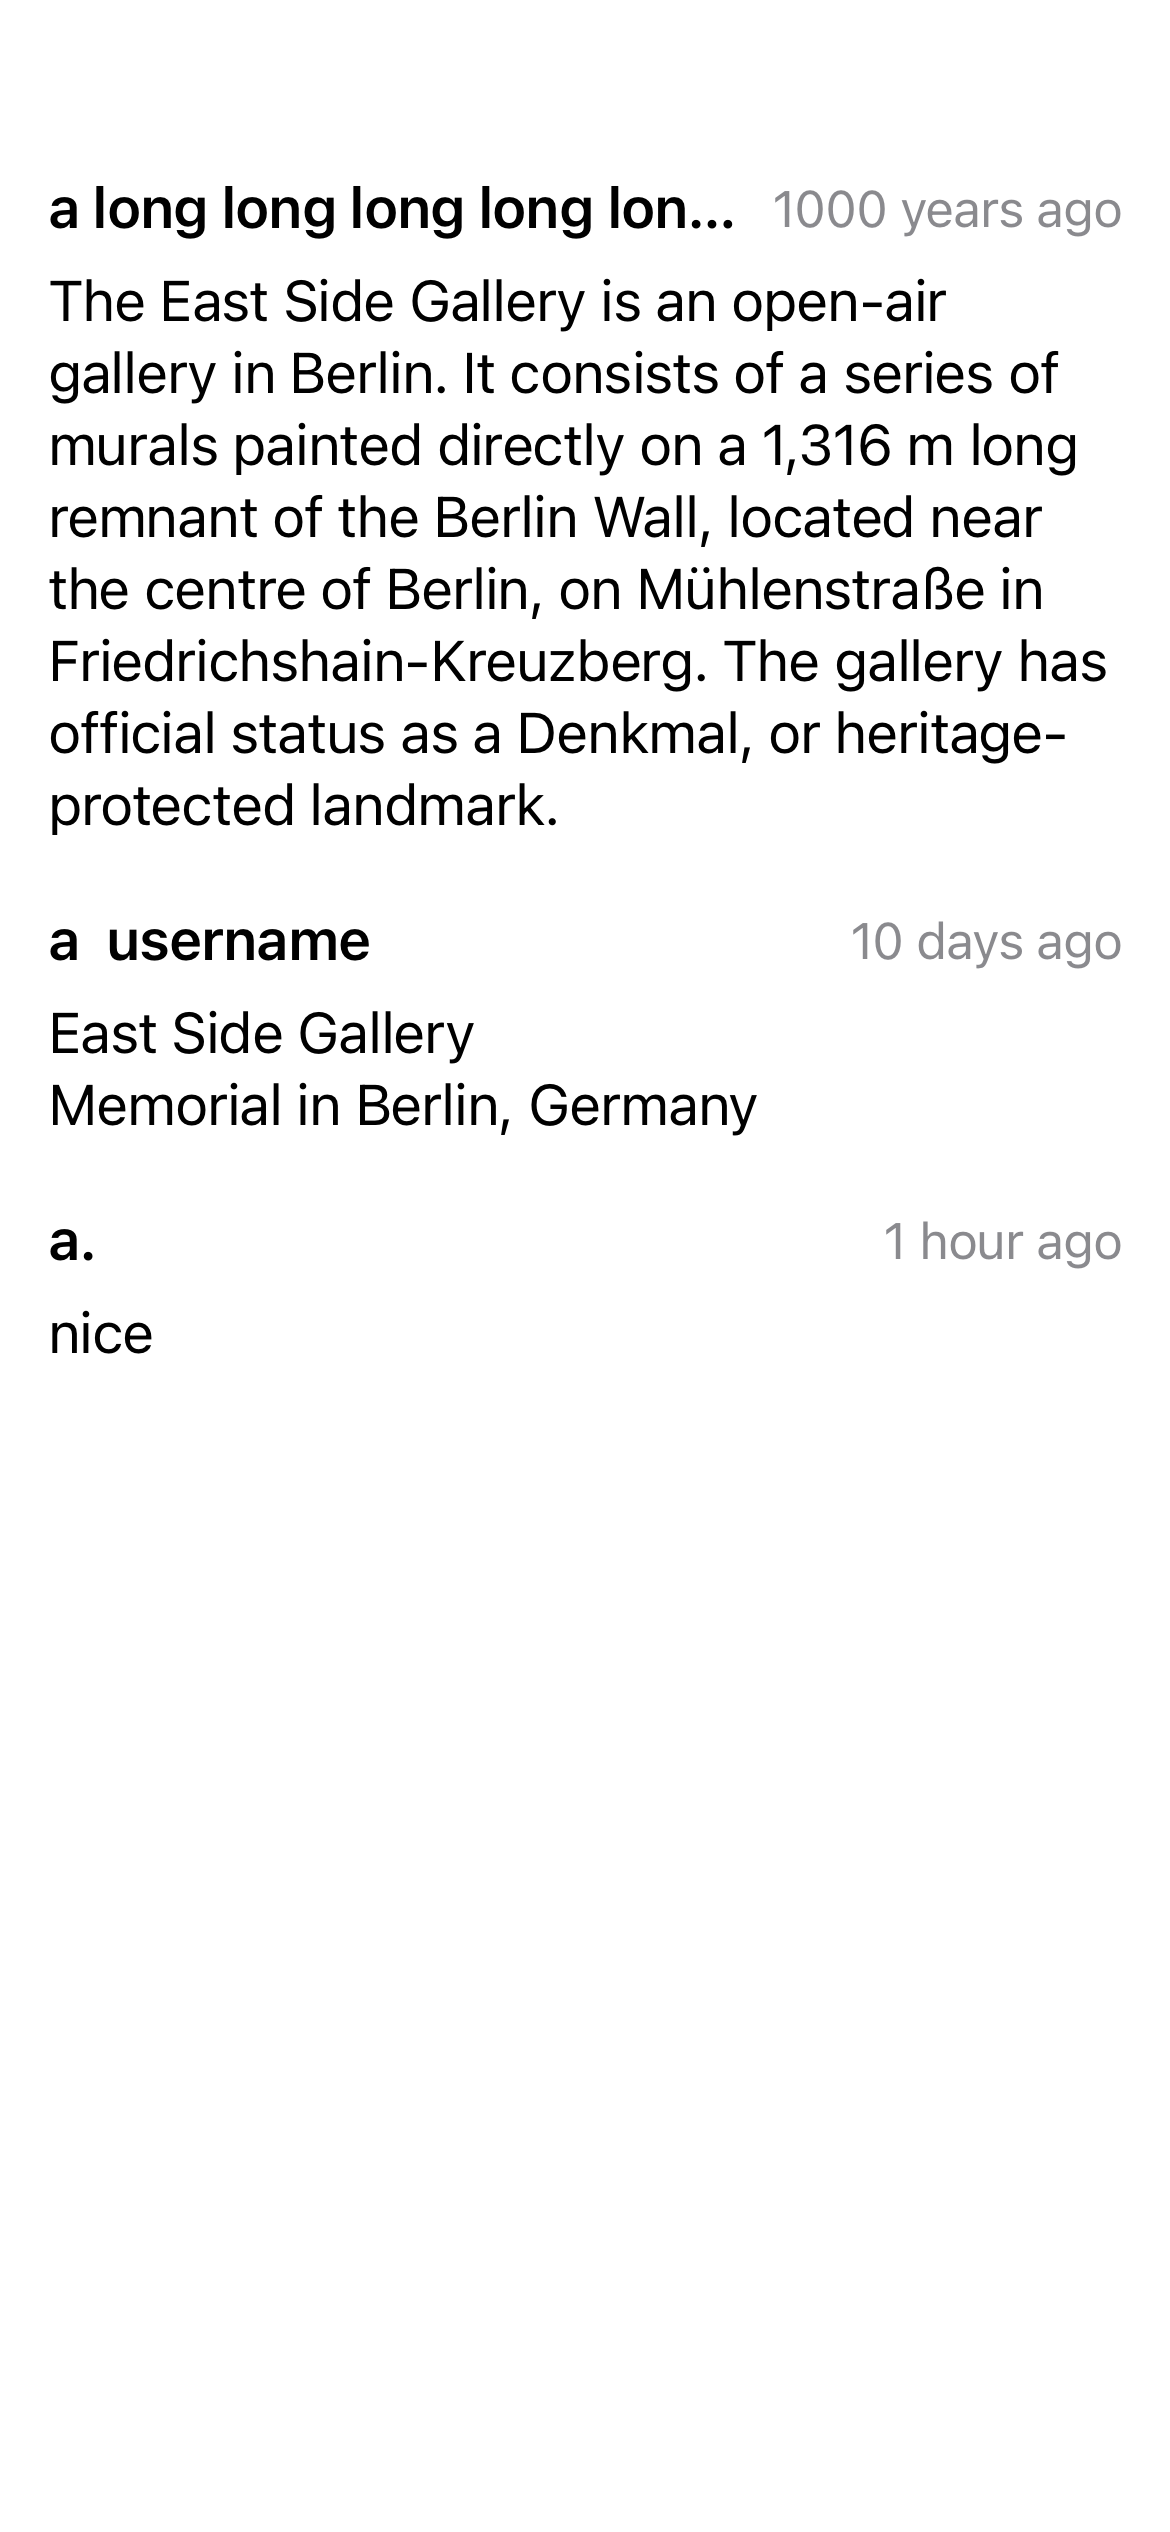 a long long long long lon... 1000 years ago
The East Side Gallery is an open-air
gallery in Berlin. It consists of a series of
murals painted directly on a 1,316 m long
remnant of the Berlin Wall, located near
the centre of Berlin, on Mühlenstraße in
Friedrichshain-Kreuzberg. The gallery has
official status as a Denkmal, or heritage-
protected landmark.
a  username 10 days ago
East Side Gallery
Memorial in Berlin, Germany
a. 1 hour ago
nice